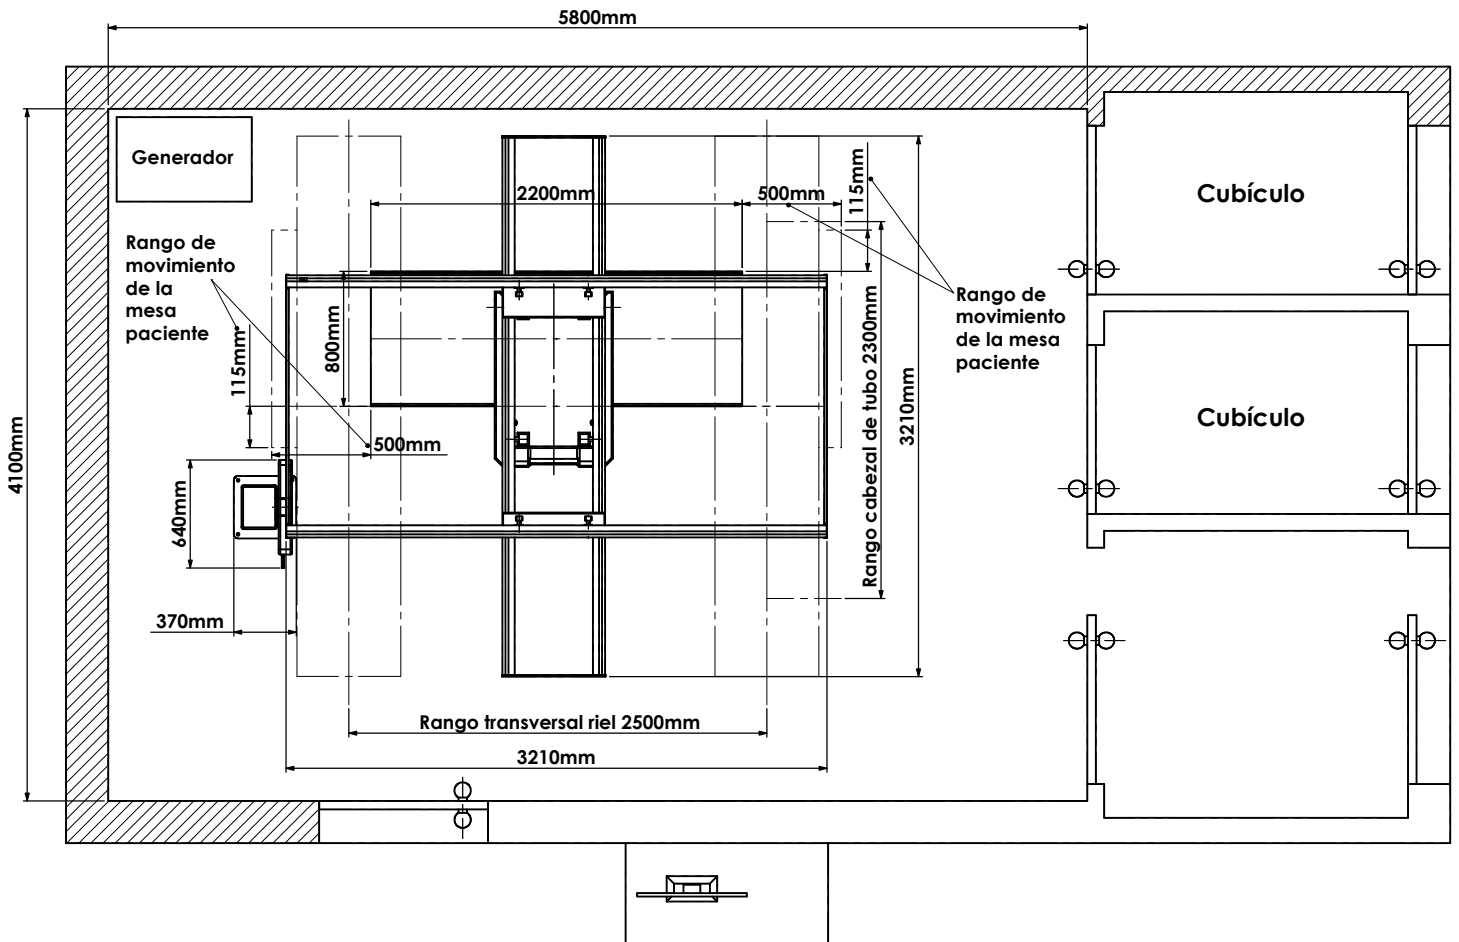 5800mm
Generador
Cubículo
2200mm
500mm
115mm
Rango de
movimiento
de la
mesa
paciente
Rango de
movimiento
de la mesa
paciente
800mm
115mm
Rango cabezal de tubo 2300mm
3210mm
Cubículo
500mm
4100mm
640mm
370mm
Rango transversal riel 2500mm
3210mm